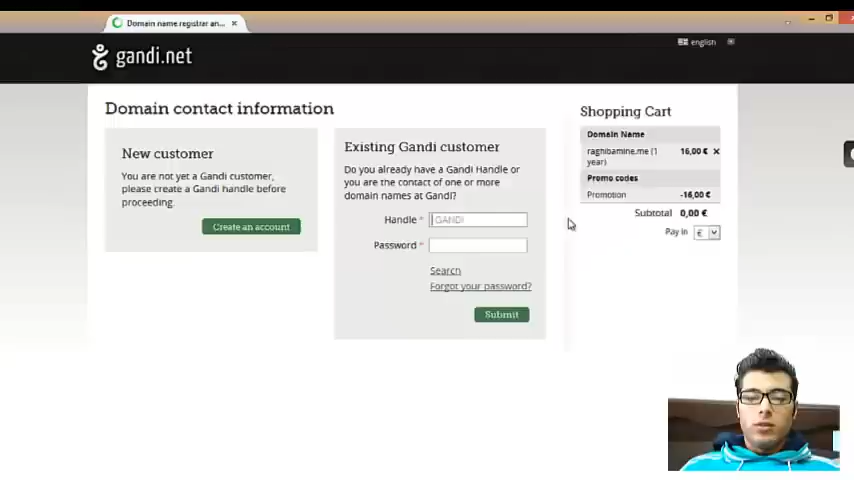 Domain name registrar an...
gandi.net
english
Domain contact information
New customer
You are not yet a Gandi customer,
please create a Gandi handle before
proceeding.
Create an account
Existing Gandi customer
Do you already have a Gandi Handle or
you are the contact of one or more
domain names at Gandi?
Handle *
GANDI
Password *
Search
Forgot your password?
Submit
Shopping Cart
Domain Name
raghibamine.me (1
year)
16,00 €
Promo codes
Promotion
-16,00 €
Subtotal 0,00 €
Pay in €